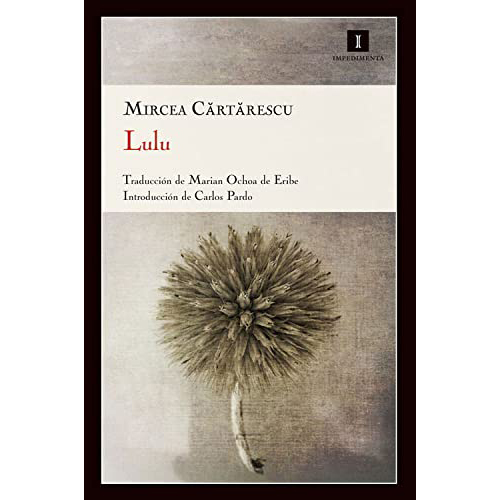 I
IMPEDIMENTA
MIRCEA CĂRTĂRESCU
Lulu
Traducción de Marian Ochoa de Eribe
Introducción de Carlos Pardo